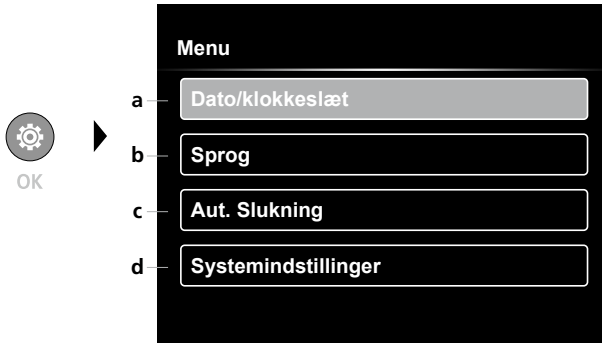 Menu
a Dato/klokkeslæt
b Sprog
OK
c Aut. Slukning
d Systemindstillinger